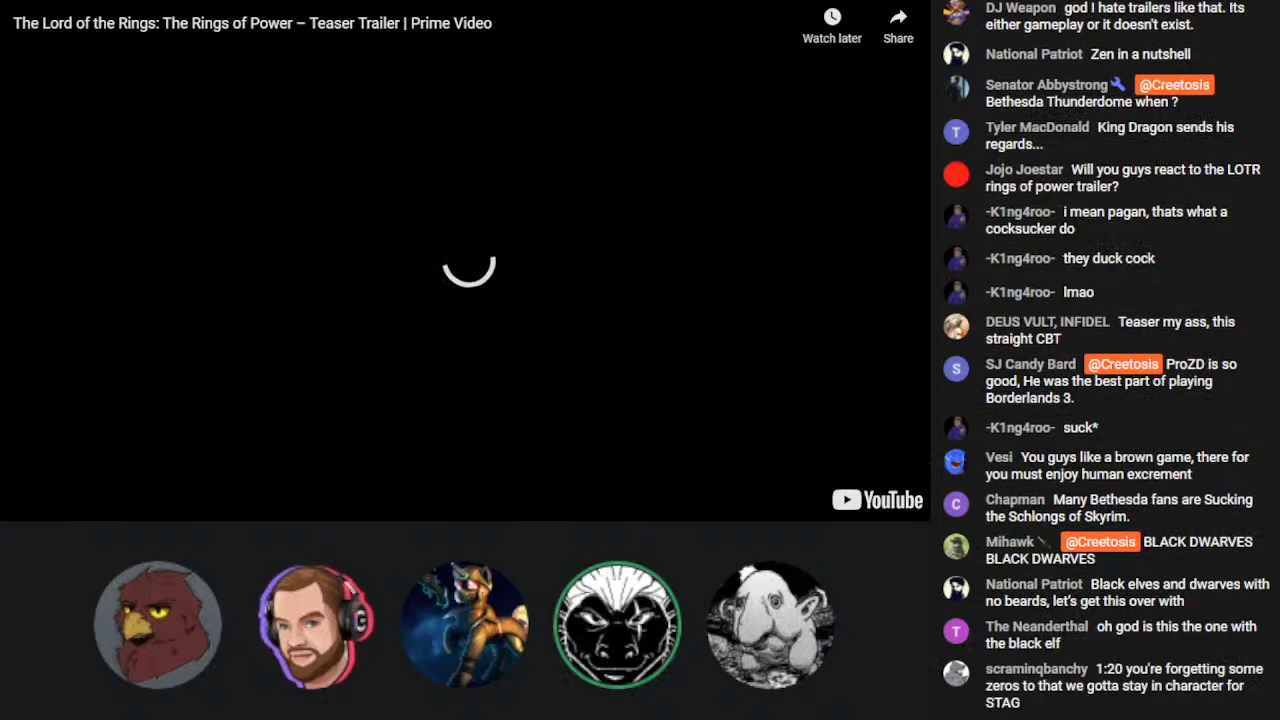 The Lord of the Rings: The Rings of Power – Teaser Trailer | Prime Video
Watch later
Share
YouTube
DJ Weapon god I hate trailers like that. Its
either gameplay or it doesn't exist.
National Patriot Zen in a nutshell
Senator Abbystrong @Creetosis
Bethesda Thunderdome when ?
T
Tyler MacDonald King Dragon sends his
regards...
Jojo Joestar Will you guys react to the LOTR
rings of power trailer?
-K1ng4roo- i mean pagan, thats what a
cocksucker do
-K1ng4roo- they duck cock
-K1ng4roo- lmao
DEUS VULT, INFIDEL Teaser my ass, this
straight CBT
S
SJ Candy Bard @Creetosis ProZD is so
good, He was the best part of playing
Borderlands 3.
-K1ng4roo- suck*
Vesi You guys like a brown game, there for
you must enjoy human excrement
C
Chapman Many Bethesda fans are Sucking
the Schlongs of Skyrim.
Mihawk @Creetosis BLACK DWARVES
BLACK DWARVES
National Patriot Black elves and dwarves with
no beards, let's get this over with
T
The Neanderthal oh god is this the one with
the black elf
scraminqbanchy 1:20 you're forgetting some
zeros to that we gotta stay in character for
STAG
G